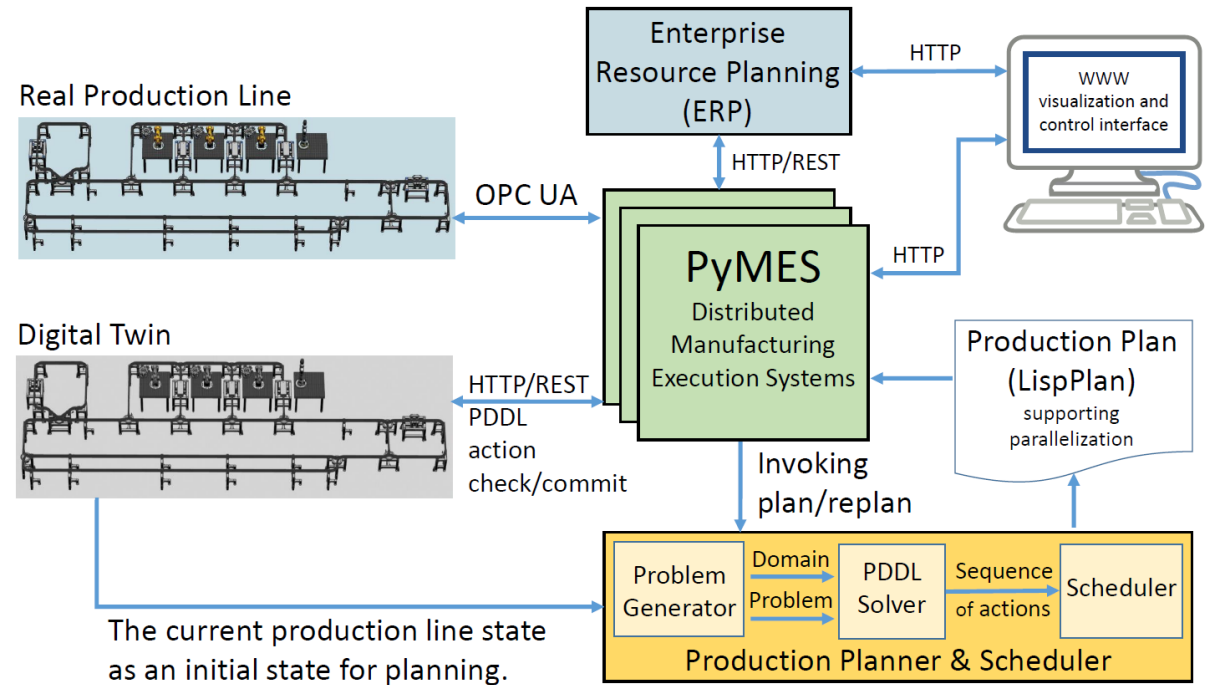 Enterprise
Resource Planning
(ERP)
HTTP
WWW
visualization and
control interface
Real Production Line
HTTP/REST
OPC UA
PyMES
Distributed
Manufacturing
Execution Systems
HTTP
Digital Twin
HTTP/REST
PDDL
action
check/commit
Production Plan
(LispPlan)
supporting
parallelization
Invoking
plan/replan
Problem
Generator
Domain
Problem
PDDL
Solver
Sequence
of actions
Scheduler
Production Planner & Scheduler
The current production line state
as an initial state for planning.